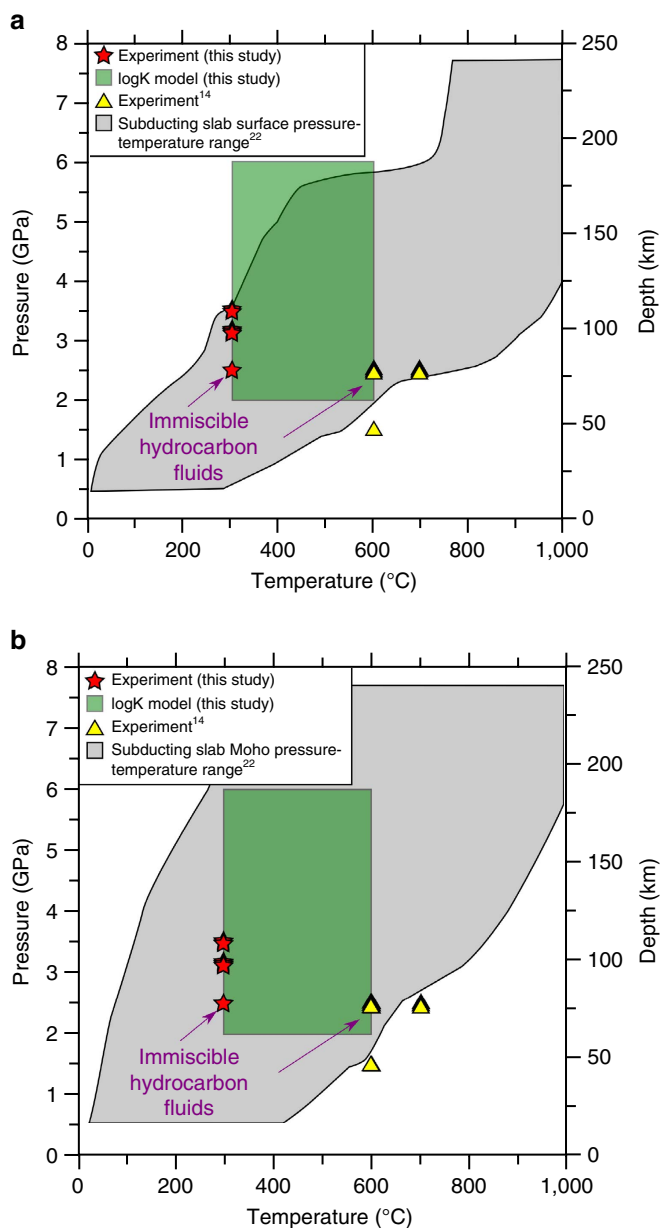 a
8
7
6
5
4
3
2
1
0
Pressure (GPa)
Experiment (this study)
logK model (this study)
Experiment14
Subducting slab surface pressure-
temperature range22
Immiscible
hydrocarbon
fluids
250
200
150
100
50
0
Depth (km)
0 200 400 600 800 1,000
Temperature (°C)
b
8
7
6
5
4
3
2
1
0
Pressure (GPa)
Experiment (this study)
logK model (this study)
Experiment14
Subducting slab Moho pressure-
temperature range22
Immiscible
hydrocarbon
fluids
250
200
150
100
50
0
Depth (km)
0 200 400 600 800 1,000
Temperature (°C)